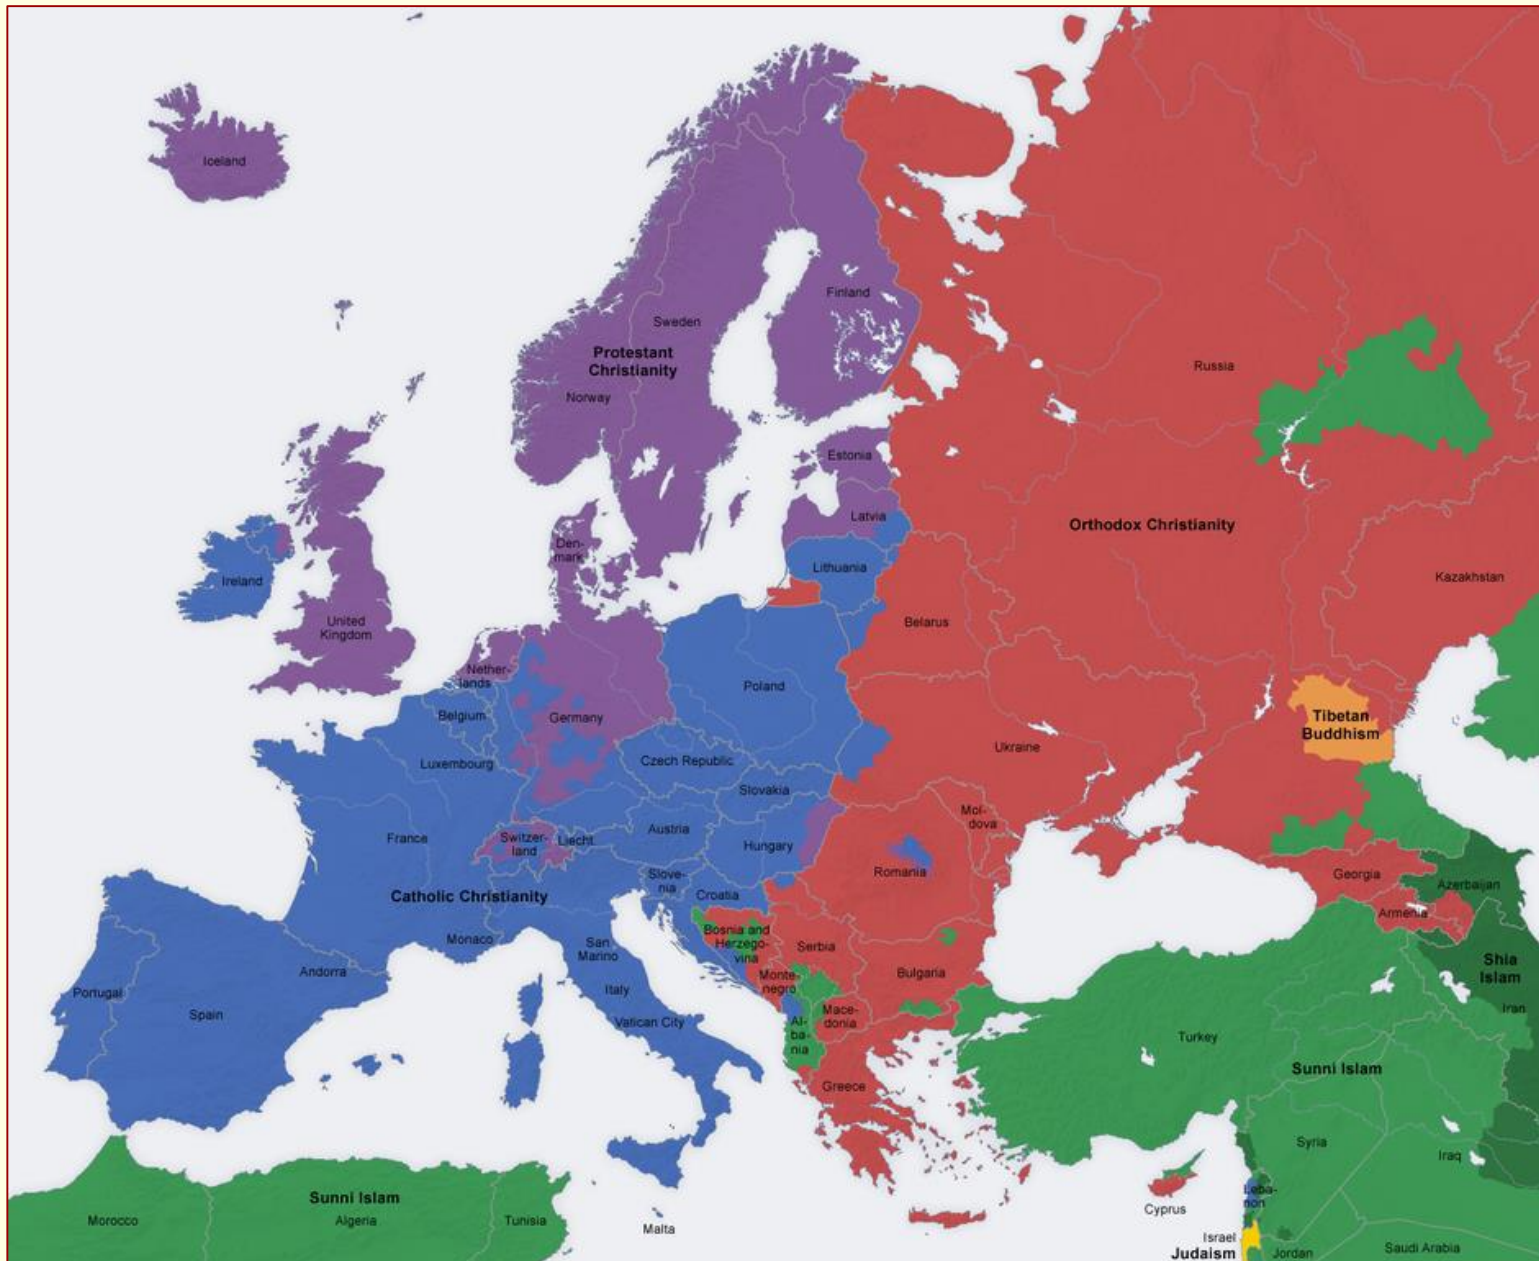 Iceland
Finland
Sweden
Protestant
Christianity
Norway
Russia
Estonia
Latvia
Orthodox Christianity
Den-
mark
Lithuania
Ireland
Kazakhstan
United
Kingdom
Belarus
Nether-
lands
Poland
Belgium
Germany
Tibetan
Buddhism
Ukraine
Czech Republic
Luxembourg
Slovakia
Mol-
dova
Austria
France
Switzer-
land
Liecht.
Hungary
Romania
Georgia
Slove-
nia
Azerbaijan
Catholic Christianity
Croatia
Armenia
Bosnia and
Herzego-
vina
Serbia
Monaco
San
Marino
Shia
Islam
Andorra
Monte-
negro
Bulgaria
Portugal
Italy
Iran
Spain
Vatican City
Mace-
donia
Al-
ba-
nia
Turkey
Sunni Islam
Greece
Syria
Iraq
Sunni Islam
Leba-
non
Cyprus
Morocco
Algeria
Tunisia
Malta
Israel
Judaism
Jordan
Saudi Arabia